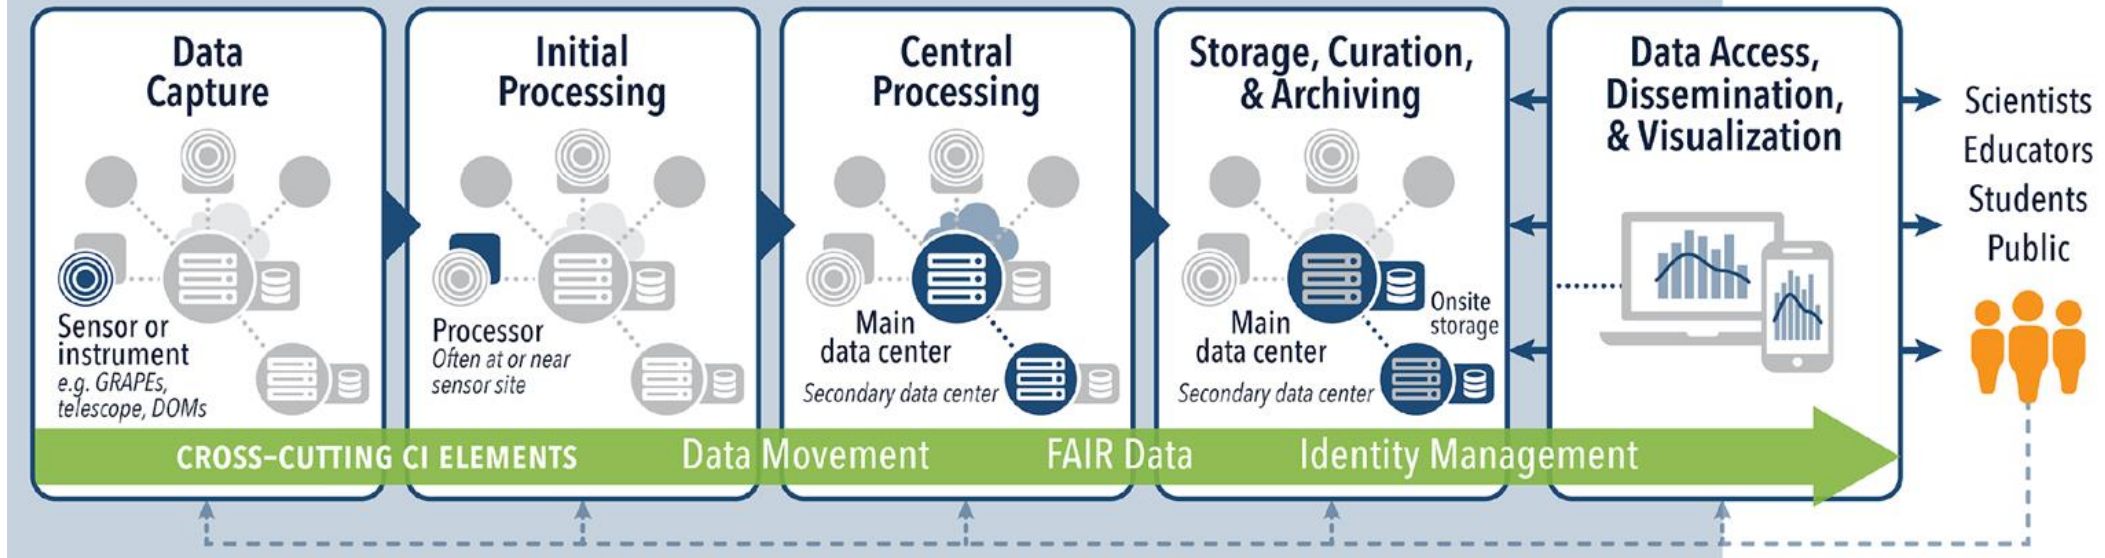 Data
Capture
Sensor or
instrument
e.g. GRAPEs,
telescope, DOMs
Initial
Processing
Processor
Often at or near
sensor site
Central
Processing
Main
data center
Secondary data center
Storage, Curation,
& Archiving
Onsite
storage
Main
data center
Secondary data center
Data Access,
Dissemination,
& Visualization
Scientists
Educators
Students
Public
CROSS–CUTTING CI ELEMENTS Data Movement FAIR Data Identity Management